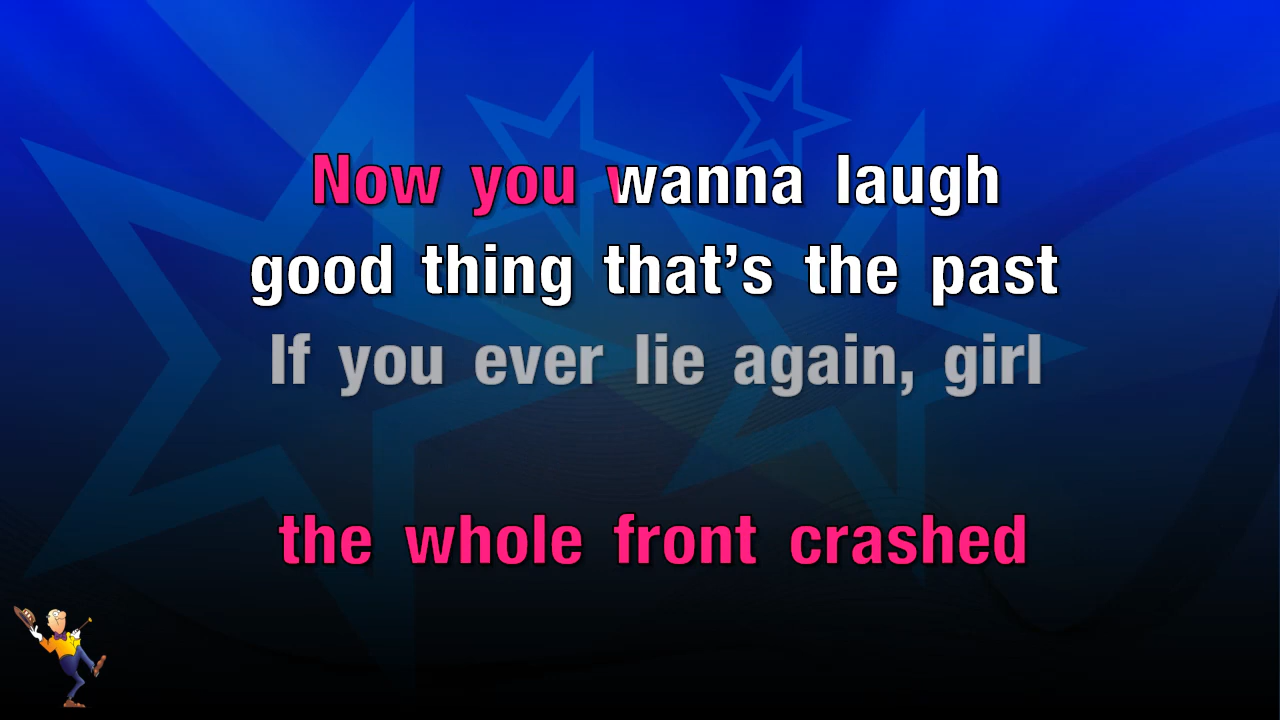 Now you wanna laugh
good thing that’s the past
If you ever lie again, girl
the whole front crashed